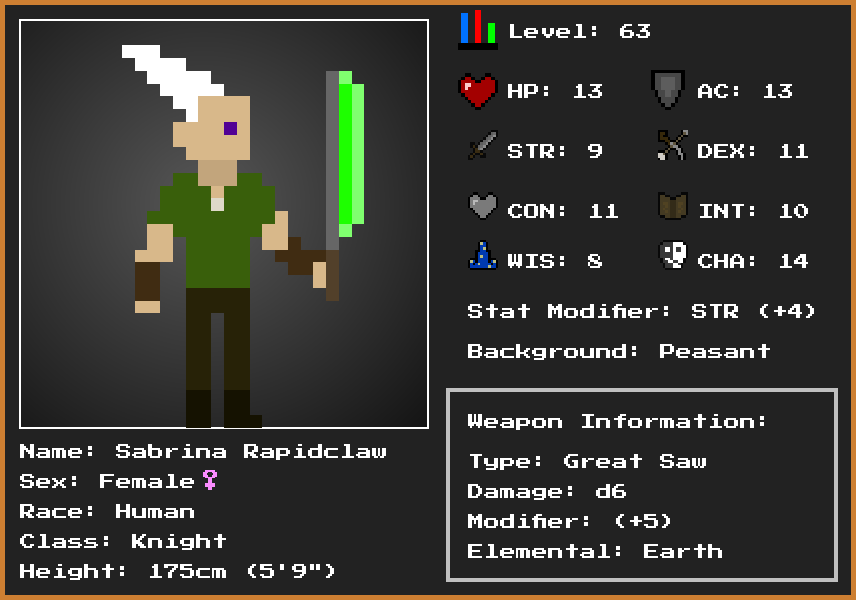 Level: 63
HP: 13
AC: 13
STR: 9
DEX: 11
CON: 11
INT: 10
WIS: 8
CHA: 14
Stat Modifier: STR (+4)
Background: Peasant
Weapon Information:
Type: Great Saw
Damage: d6
Modifier: (+5)
Elemental: Earth
Name: Sabrina Rapidclaw
Sex: Female♀
Race: Human
Class: Knight
Height: 175cm (5'9")